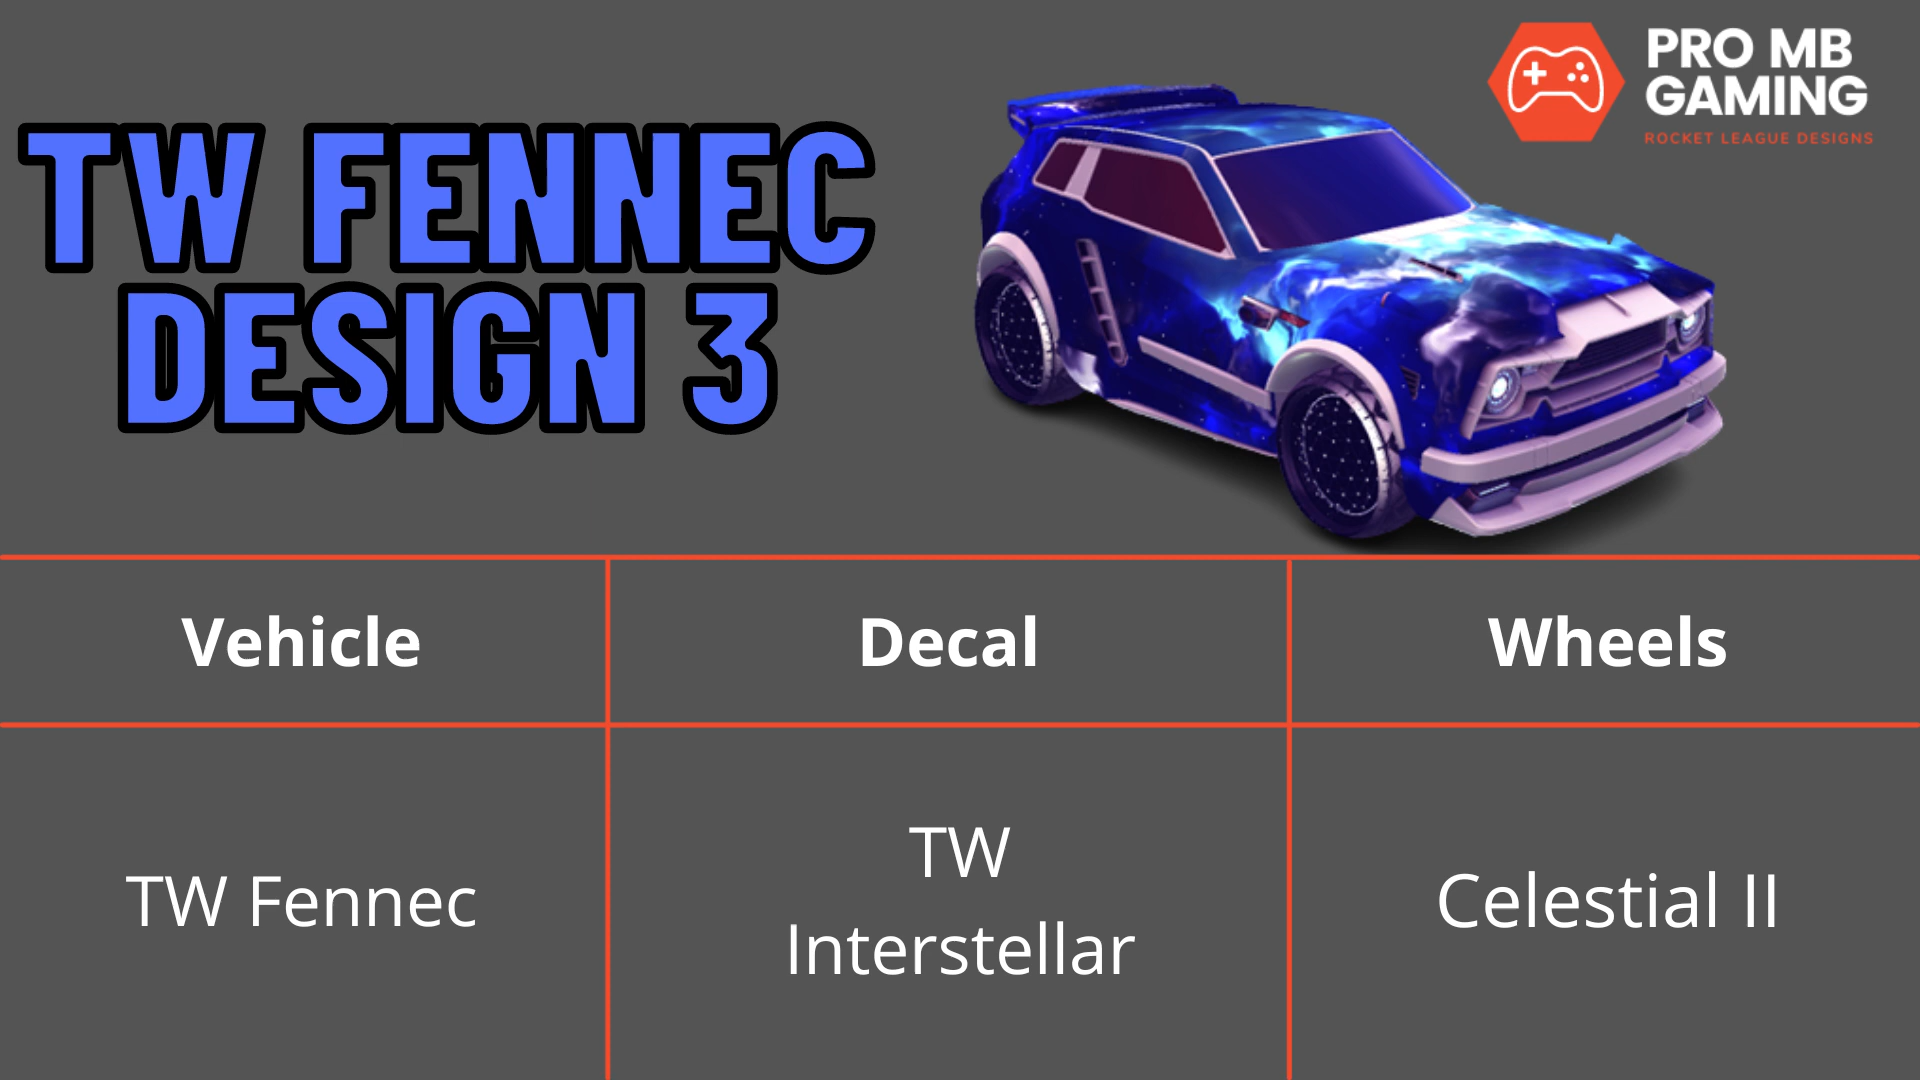 PRO MB
GAMING
ROCKET LEAGUE DESIGNS
TW FENNEC
DESIGN 3
Vehicle
Decal
Wheels
TW Fennec
TW
Interstellar
Celestial II